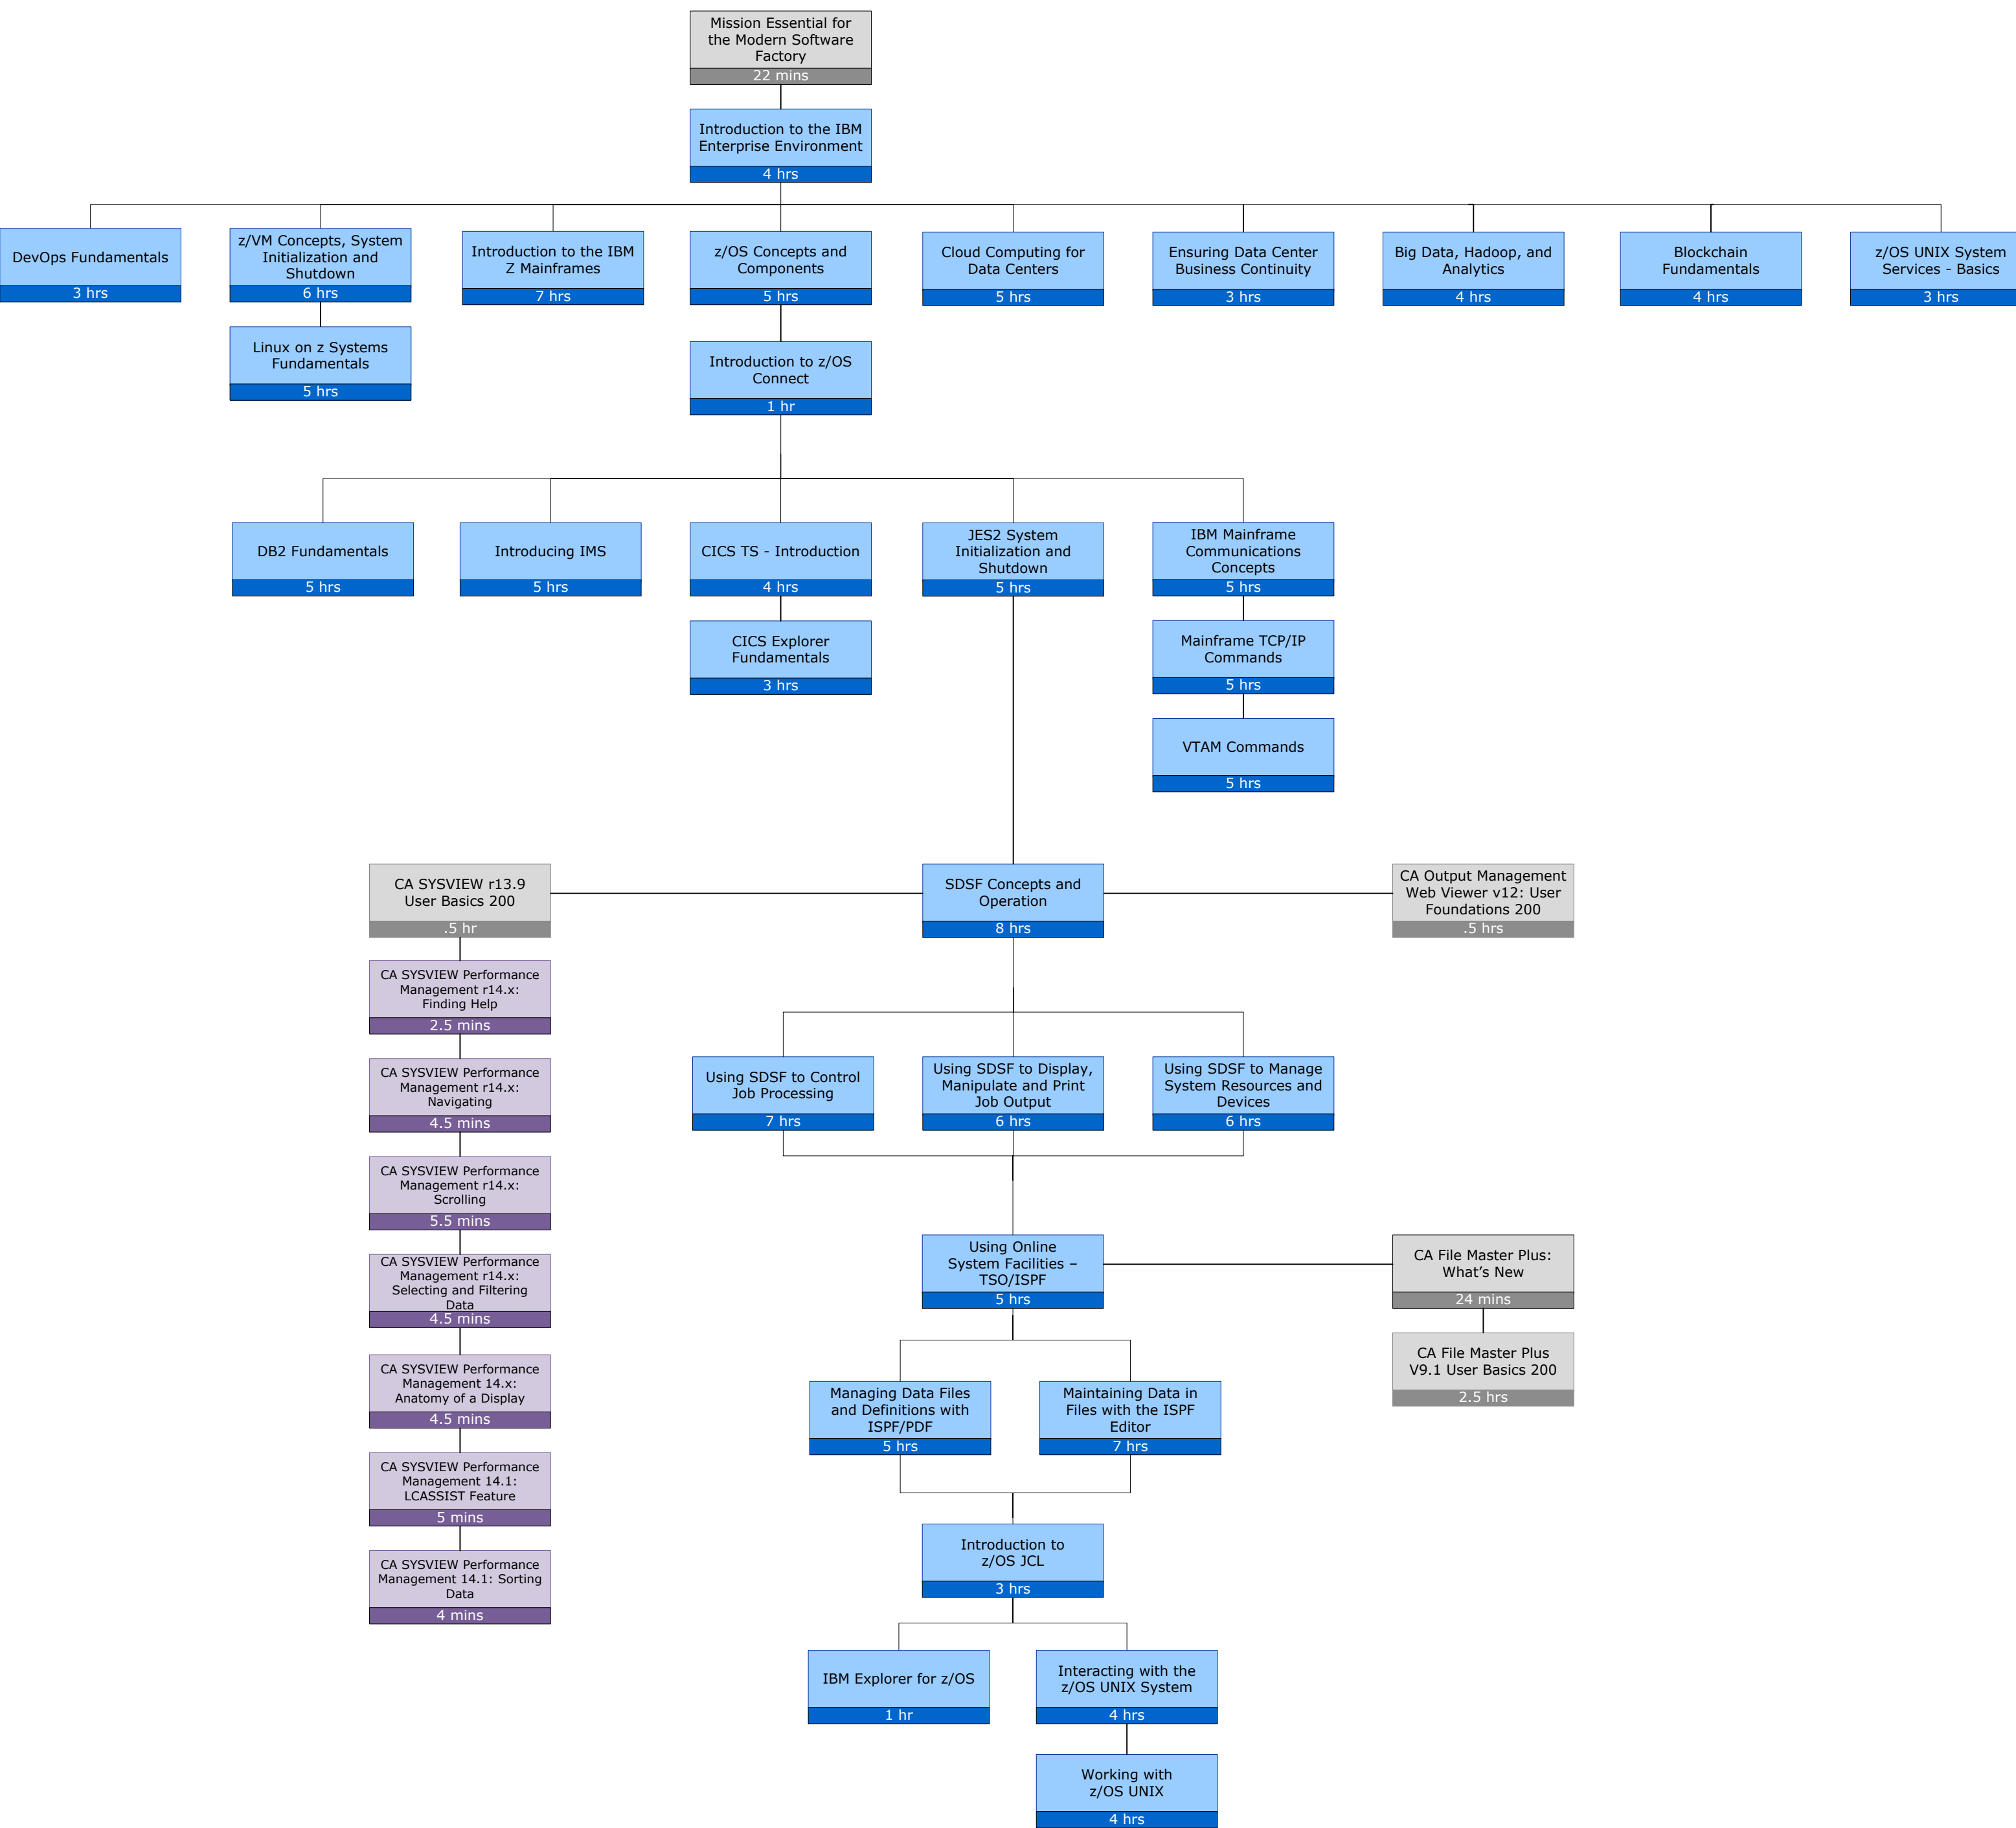 Mission Essential for
the Modern Software
Factory
22 mins
Introduction to the IBM
Enterprise Environment
4 hrs
DevOps Fundamentals
3 hrs
z/VM Concepts, System
Initialization and
Shutdown
6 hrs
Introduction to the IBM
Z Mainframes
7 hrs
z/OS Concepts and
Components
5 hrs
Cloud Computing for
Data Centers
5 hrs
Ensuring Data Center
Business Continuity
3 hrs
Big Data, Hadoop, and
Analytics
4 hrs
Blockchain
Fundamentals
4 hrs
z/OS UNIX System
Services - Basics
3 hrs
Linux on z Systems
Fundamentals
5 hrs
Introduction to z/OS
Connect
1 hr
DB2 Fundamentals
5 hrs
Introducing IMS
5 hrs
CICS TS - Introduction
4 hrs
JES2 System
Initialization and
Shutdown
5 hrs
IBM Mainframe
Communications
Concepts
5 hrs
CICS Explorer
Fundamentals
3 hrs
Mainframe TCP/IP
Commands
5 hrs
VTAM Commands
5 hrs
CA SYSVIEW r13.9
User Basics 200
.5 hr
SDSF Concepts and
Operation
8 hrs
CA Output Management
Web Viewer v12: User
Foundations 200
.5 hrs
CA SYSVIEW Performance
Management r14.x:
Finding Help
2.5 mins
CA SYSVIEW Performance
Management r14.x:
Navigating
4.5 mins
Using SDSF to Control
Job Processing
7 hrs
Using SDSF to Display,
Manipulate and Print
Job Output
6 hrs
Using SDSF to Manage
System Resources and
Devices
6 hrs
CA SYSVIEW Performance
Management r14.x:
Scrolling
5.5 mins
CA SYSVIEW Performance
Management r14.x:
Selecting and Filtering
Data
4.5 mins
Using Online
System Facilities –
TSO/ISPF
5 hrs
CA File Master Plus:
What's New
24 mins
CA File Master Plus
V9.1 User Basics 200
2.5 hrs
CA SYSVIEW Performance
Management 14.x:
Anatomy of a Display
4.5 mins
Managing Data Files
and Definitions with
ISPF/PDF
5 hrs
Maintaining Data in
Files with the ISPF
Editor
7 hrs
CA SYSVIEW Performance
Management 14.1:
LCASSIST Feature
5 mins
Introduction to
z/OS JCL
3 hrs
CA SYSVIEW Performance
Management 14.1: Sorting
Data
4 mins
IBM Explorer for z/OS
1 hr
Interacting with the
z/OS UNIX System
4 hrs
Working with
z/OS UNIX
4 hrs